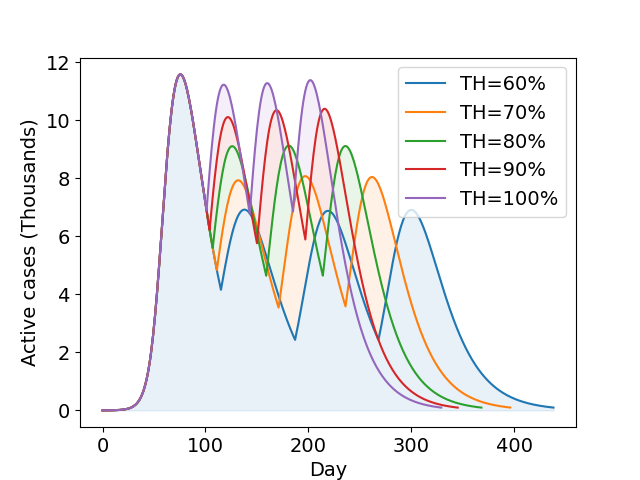 12
10
8
6
4
2
0
Active cases (Thousands)
TH=60%
TH=70%
TH=80%
TH=90%
TH=100%
0 100 200 300 400
Day